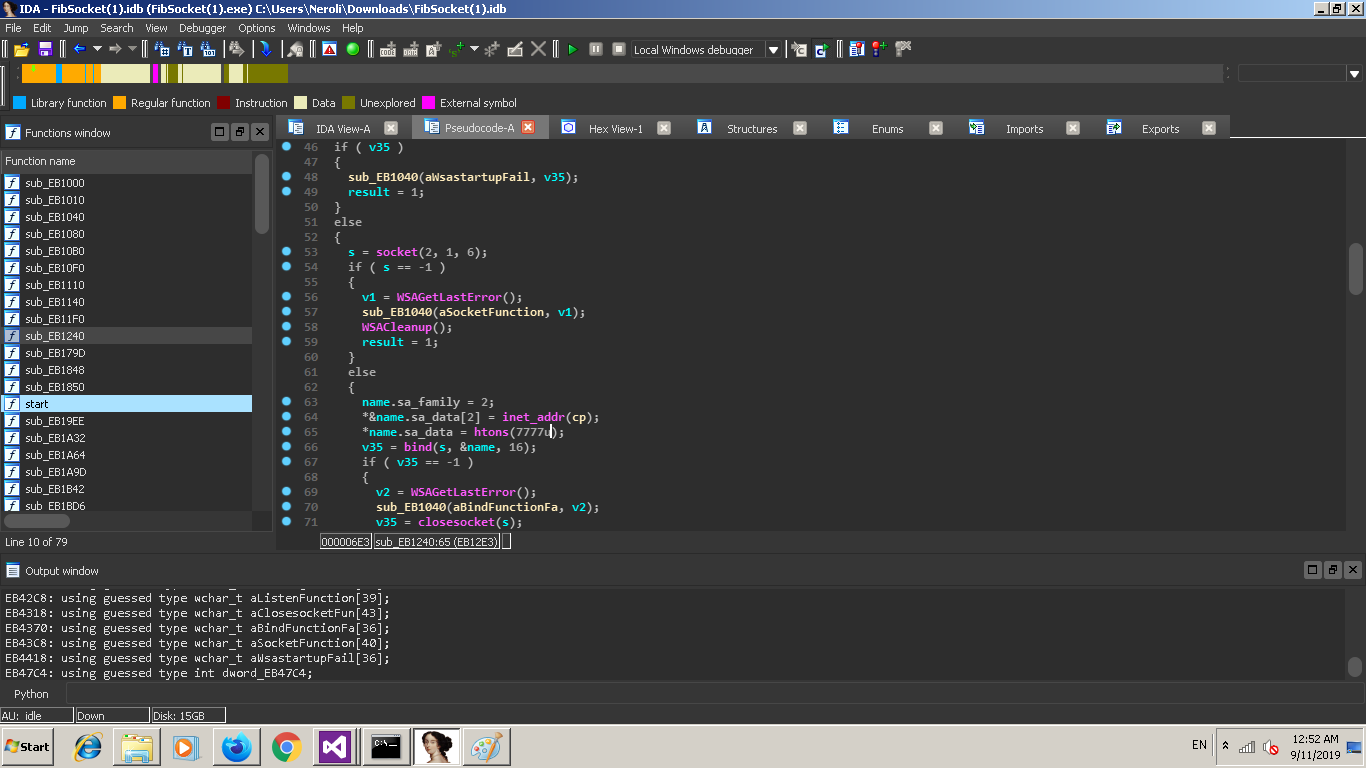 IDA - FibSocket(1).idb (FibSocket(1).exe) C:\Users\Neroli\Downloads\FibSocket(1).idb
File Edit Jump Search View Debugger Options Windows Help
Local Windows debugger
Library function Regular function Instruction Data Unexplored External symbol
Functions window
IDA View-A Pseudocode-A Hex View-1 Structures Enums Imports Exports
Function name
sub_EB1000
sub_EB1010
sub_EB1040
sub_EB1080
sub_EB10B0
sub_EB10F0
sub_EB1110
sub_EB1140
sub_EB11F0
sub_EB1240
sub_EB179D
sub_EB1848
sub_EB1850
start
sub_EB19EE
sub_EB1A32
sub_EB1A64
sub_EB1A9D
sub_EB1B42
sub_EB1BD6
Line 10 of 79
46 if ( v35 )
47 {
48 sub_EB1040(aWsastartupFail, v35);
49 result = 1;
50 }
51 else
52 {
53 s = socket(2, 1, 6);
54 if ( s == -1 )
55 {
56 v1 = WSAGetLastError();
57 sub_EB1040(aSocketFunction, v1);
58 WSACleanup();
59 result = 1;
60 }
61 else
62 {
63 name.sa_family = 2;
64 *&name.sa_data[2] = inet_addr(cp);
65 *name.sa_data = htons(7777u);
66 v35 = bind(s, &name, 16);
67 if ( v35 == -1 )
68 {
69 v2 = WSAGetLastError();
70 sub_EB1040(aBindFunctionFa, v2);
71 v35 = closesocket(s);
000006E3 sub_EB1240:65 (EB12E3)
Output window
EB42C8: using guessed type wchar_t aListenFunction[39];
EB4318: using guessed type wchar_t aClosesocketFun[43];
EB4370: using guessed type wchar_t aBindFunctionFa[36];
EB43C8: using guessed type wchar_t aSocketFunction[40];
EB4418: using guessed type wchar_t aWsastartupFail[36];
EB47C4: using guessed type int dword_EB47C4;
Python
AU: idle Down Disk: 15GB
Start
EN
12:52 AM
9/11/2019